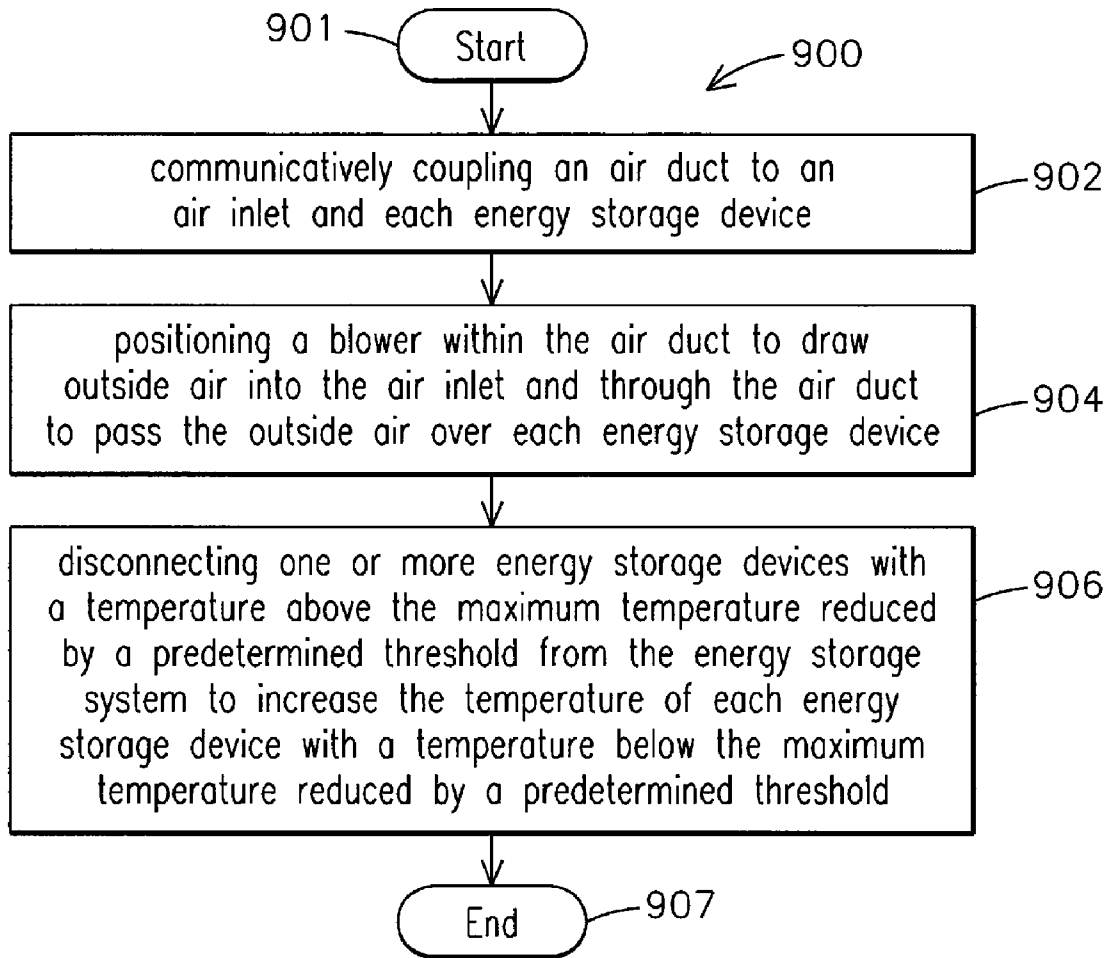 901
Start
900
communicatively coupling an air duct to an
air inlet and each energy storage device
902
positioning a blower within the air duct to draw
outside air into the air inlet and through the air duct
to pass the outside air over each energy storage device
904
disconnecting one or more energy storage devices with
a temperature above the maximum temperature reduced
by a predetermined threshold from the energy storage
system to increase the temperature of each energy
storage device with a temperature below the maximum
temperature reduced by a predetermined threshold
906
End
907